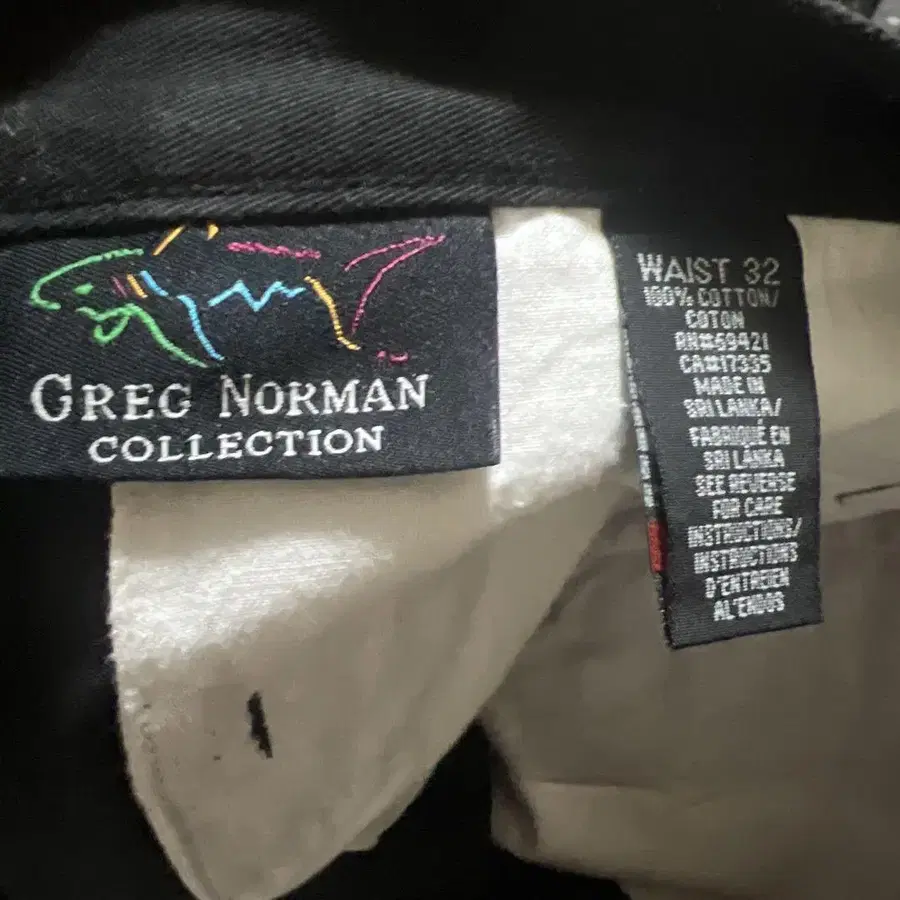 GREG NORMAN
COLLECTION
WAIST 32
100% COTTON/
COTON
RN#69421
CA#17335
MADE IN
SRI LANKA/
FABRIQUÉ EN
SRI LANKA
SEE REVERSE
FOR CARE
INSTRUCTIONS/
INSTRUCTIONS
D'ENTRETIEN
AL'ENDOS